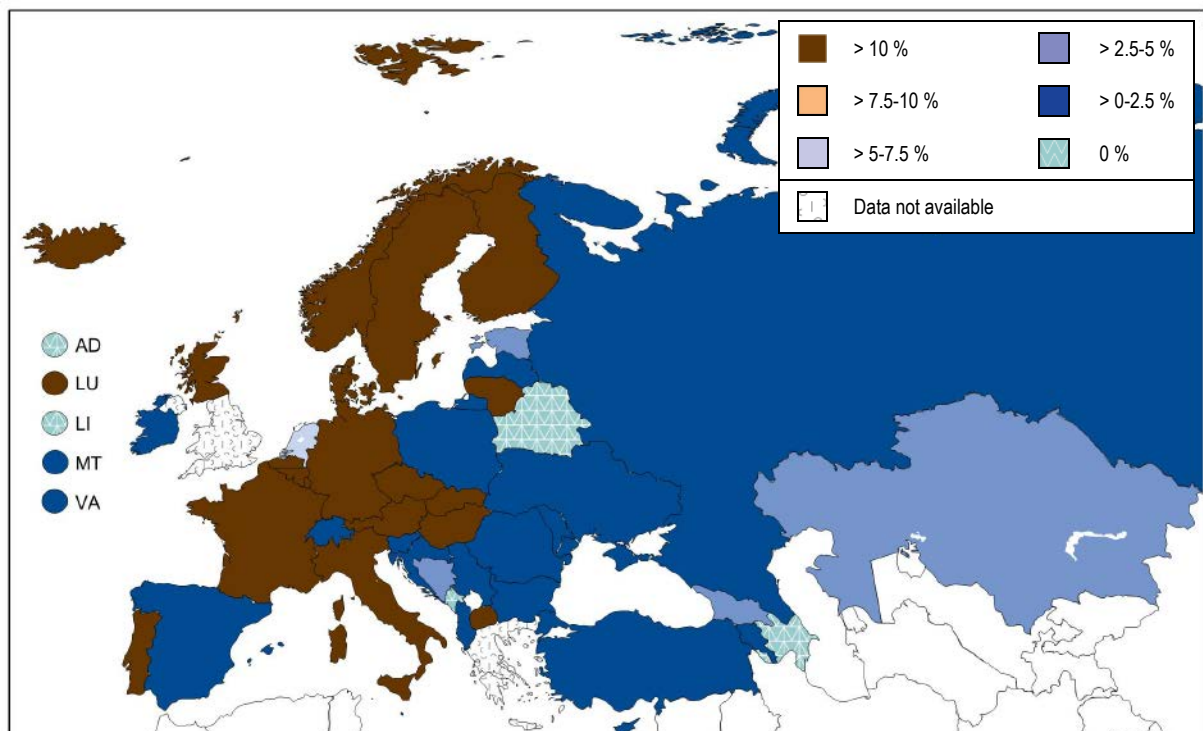 > 10 %
> 2.5-5 %
> 7.5-10 %
> 0-2.5 %
> 5-7.5 %
0 %
Data not available
AD
LU
LI
MT
VA